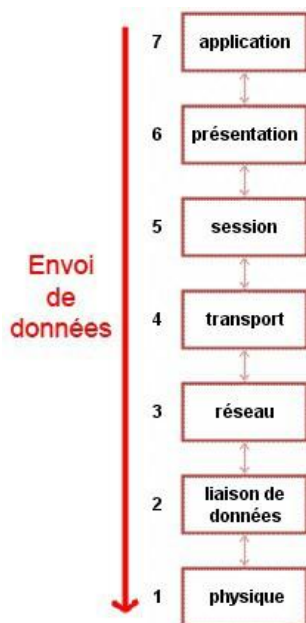 7 application
6 présentation
5 session
Envoi
de
données
4 transport
3 réseau
2 liaison de
données
1 physique